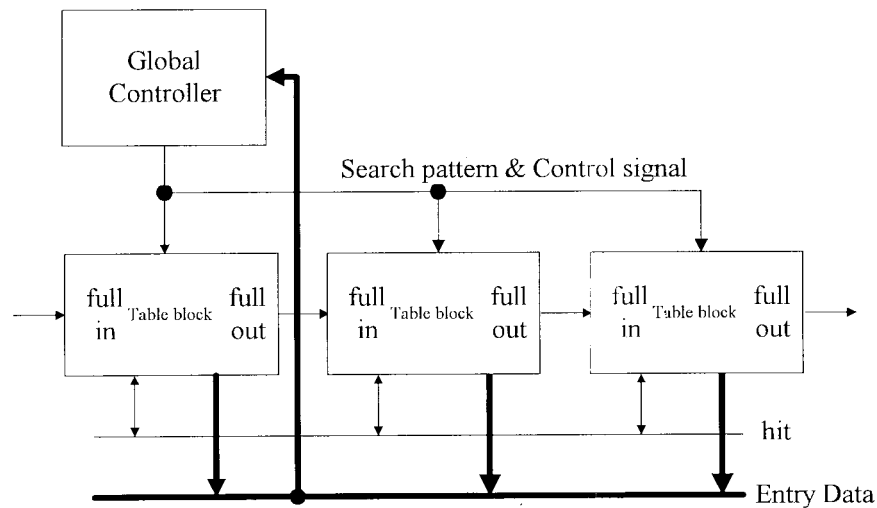 Global
Controller
Search pattern & Control signal
full
in
Table block
full
out
full
in
Table block
full
out
full
in
Table block
full
out
hit
Entry Data